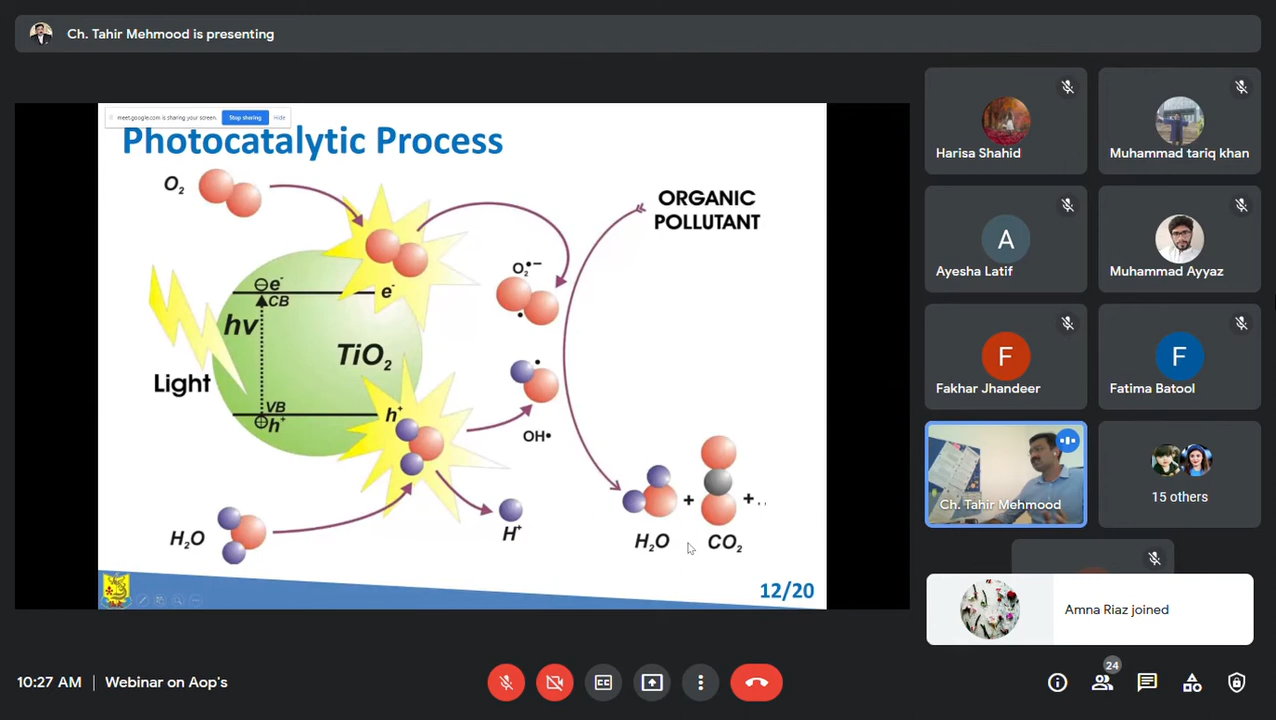 Ch. Tahir Mehmood is presenting
meet.google.com is sharing your screen.
Stop sharing
Hide
Photocatalytic Process
O₂
ORGANIC
POLLUTANT
O₂•−
e⁻
CB
e⁻
hv
TiO₂
Light
VB
h⁺
h⁺
OH•
H₂O
H⁺
+
+ . .
H₂O
CO₂
12/20
Harisa Shahid
Muhammad tariq khan
A
Ayesha Latif
Muhammad Ayyaz
F
Fakhar Jhandeer
F
Fatima Batool
Ch. Tahir Mehmood
15 others
Amna Riaz joined
10:27 AM | Webinar on Aop's
24